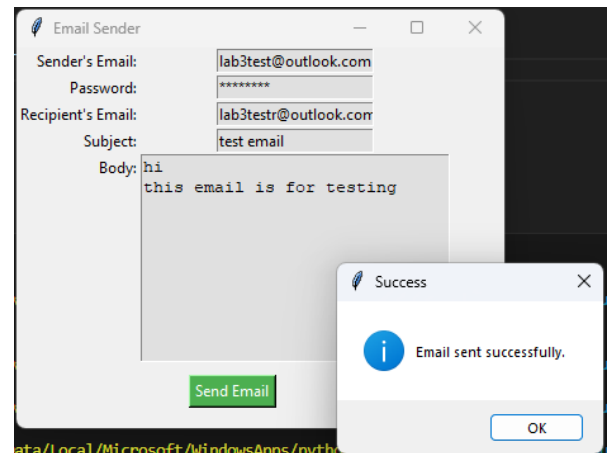 Email Sender
Sender's Email: lab3test@outlook.com
Password: ********
Recipient's Email: lab3testr@outlook.com
Subject: test email
Body: hi
this email is for testing
Send Email
Success
Email sent successfully.
OK
ata/Local/Microsoft/WindowsApps/pytho